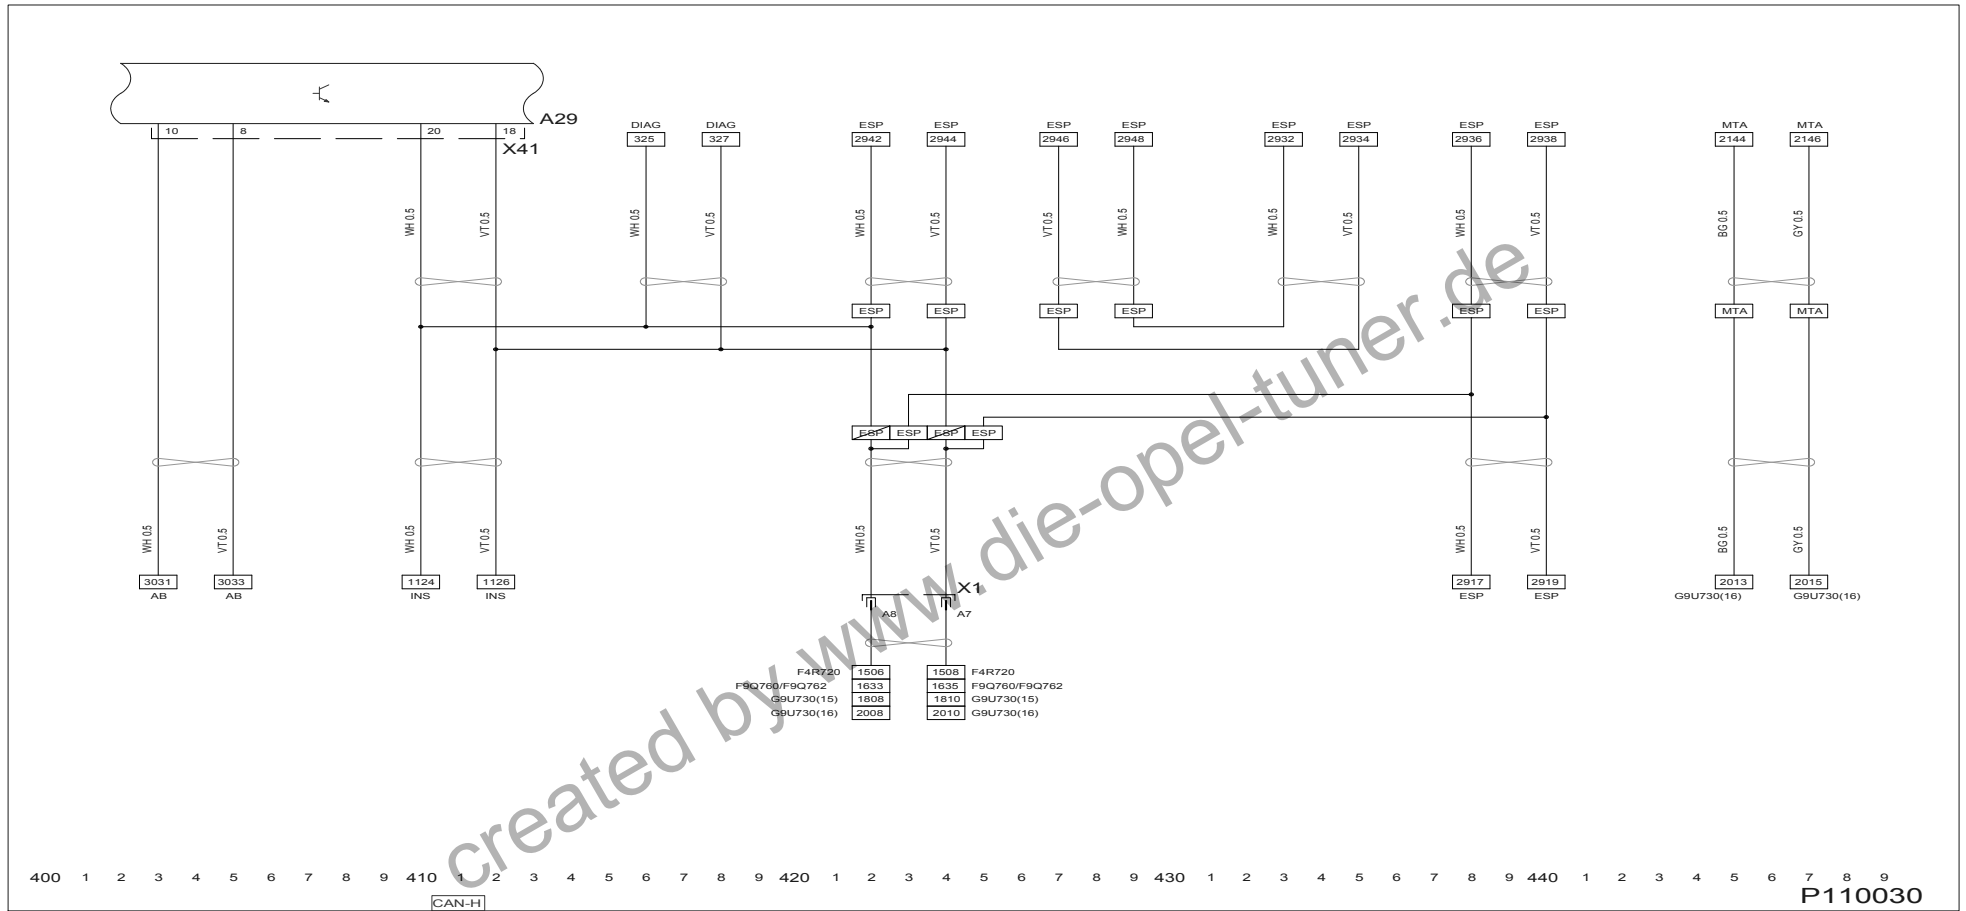 A29
10 8 20 18
X41
DIAG DIAG ESP ESP ESP ESP ESP ESP ESP ESP MTA MTA
325 327 2942 2944 2946 2948 2932 2934 2936 2938 2144 2146
WH 0.5 VT 0.5 WH 0.5 VT 0.5 WH 0.5 VT 0.5 VT 0.5 WH 0.5 WH 0.5 VT 0.5 WH 0.5 VT 0.5 BG 0.5 GY 0.5
ESP ESP ESP ESP ESP ESP MTA MTA
ESP ESP ESP ESP
WH 0.5 VT 0.5 WH 0.5 VT 0.5 WH 0.5 VT 0.5 WH 0.5 VT 0.5 BG 0.5 GY 0.5
3031 3033 1124 1126 X1 2917 2919 2013 2015
AB AB INS INS ESP ESP G9U730(16) G9U730(16)
A8 A7
F4R720 1506 1508 F4R720
F9Q760/F9Q762 1633 1635 F9Q760/F9Q762
G9U730(15) 1808 1810 G9U730(15)
G9U730(16) 2008 2010 G9U730(16)
created by www.die-opel-tuner.de
400 1 2 3 4 5 6 7 8 9 410 1 2 3 4 5 6 7 8 9 420 1 2 3 4 5 6 7 8 9 430 1 2 3 4 5 6 7 8 9 440 1 2 3 4 5 6 7 8 9
CAN-H
P110030